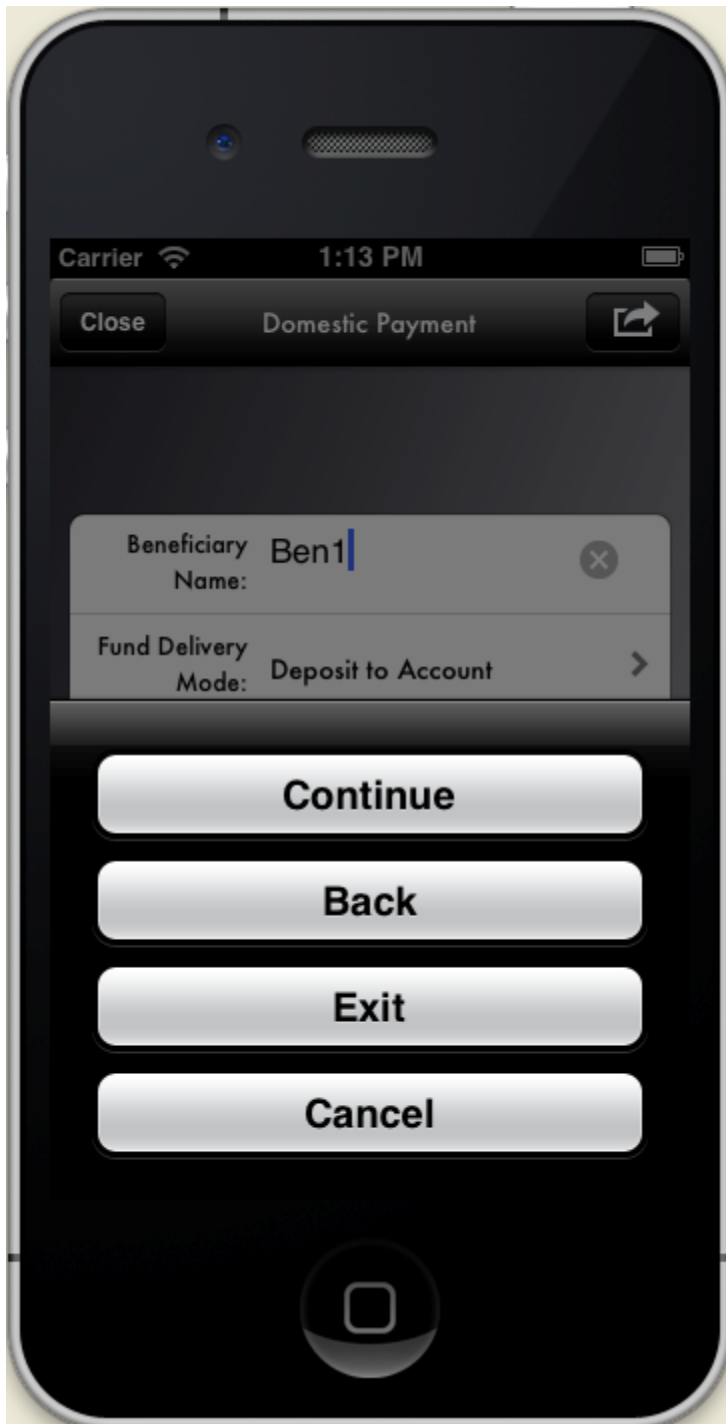 Carrier 1:13 PM
Close Domestic Payment
Beneficiary
Name: Ben1
Fund Delivery
Mode: Deposit to Account
Continue
Back
Exit
Cancel